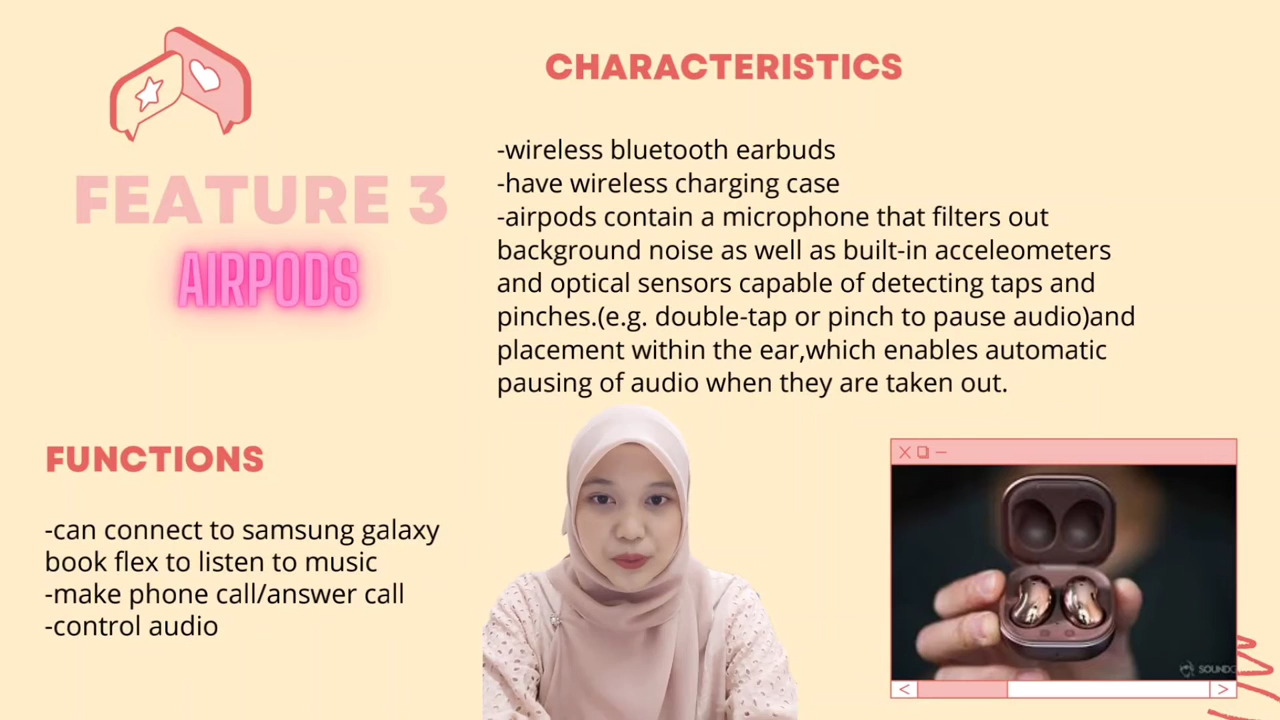 FEATURE 3
AIRPODS
CHARACTERISTICS
-wireless bluetooth earbuds
-have wireless charging case
-airpods contain a microphone that filters out
background noise as well as built-in acceleometers
and optical sensors capable of detecting taps and
pinches.(e.g. double-tap or pinch to pause audio)and
placement within the ear,which enables automatic
pausing of audio when they are taken out.
FUNCTIONS
-can connect to samsung galaxy
book flex to listen to music
-make phone call/answer call
-control audio